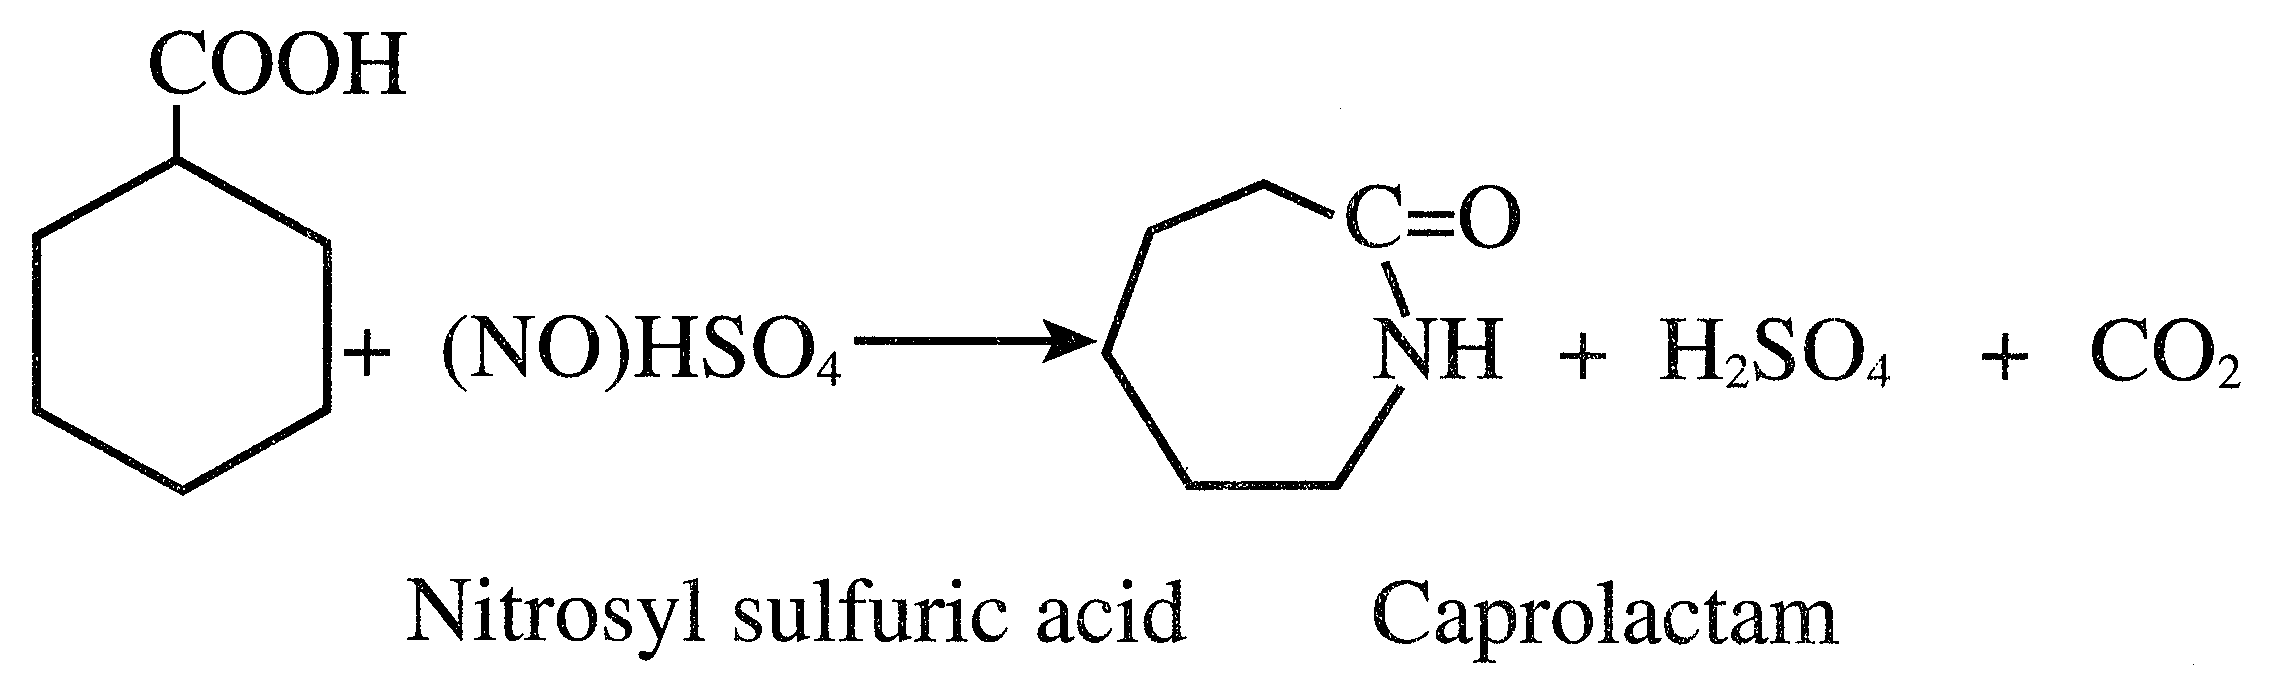 COOH
C=O
+ (NO)HSO₄ NH + H₂SO₄ + CO₂
Nitrosyl sulfuric acid Caprolactam